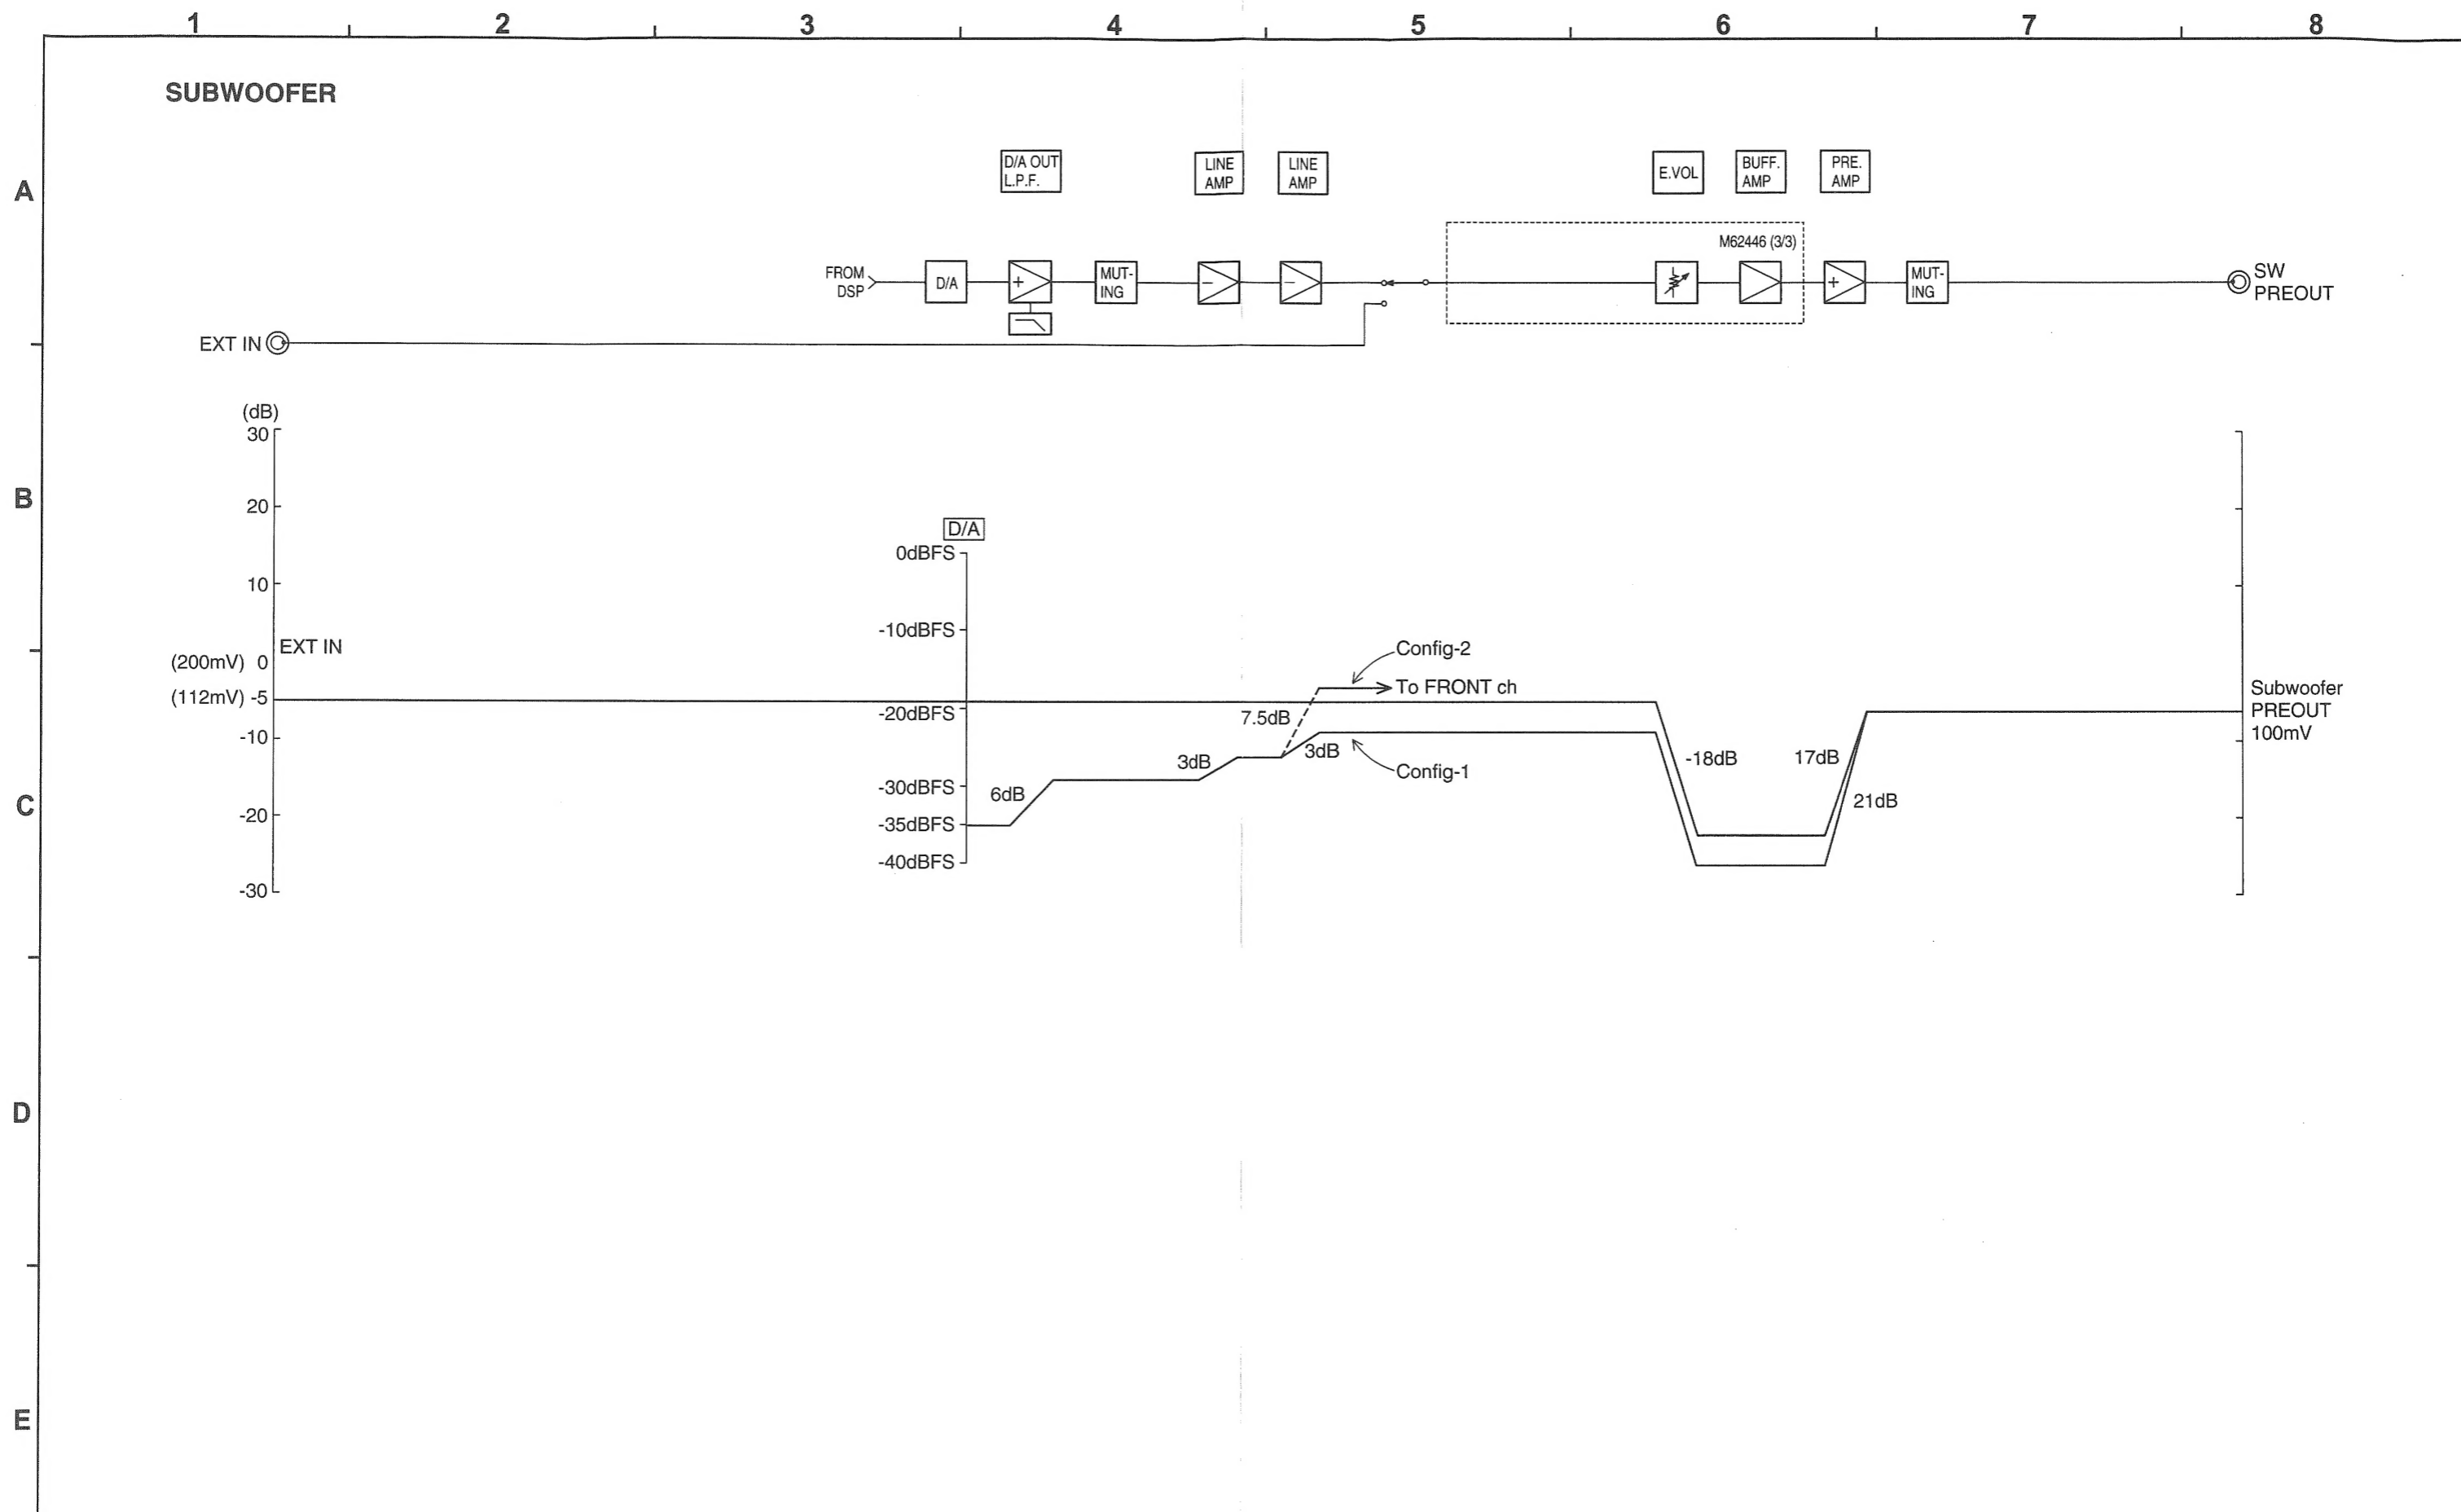 1 2 3 4 5 6 7 8
SUBWOOFER
A
D/A OUT
L.P.F.
LINE
AMP
LINE
AMP
E.VOL
BUFF.
AMP
PRE.
AMP
M62446 (3/3)
FROM
DSP
D/A
+
MUT-
ING
−
−
+
MUT-
ING
SW
PREOUT
EXT IN
B
(dB)
30
20
10
EXT IN
(200mV) 0
(112mV) -5
-10
-20
-30
D/A
0dBFS
-10dBFS
-20dBFS
-30dBFS
-35dBFS
-40dBFS
Config-2
To FRONT ch
7.5dB
3dB
3dB
Config-1
6dB
-18dB
17dB
21dB
Subwoofer
PREOUT
100mV
C
D
E